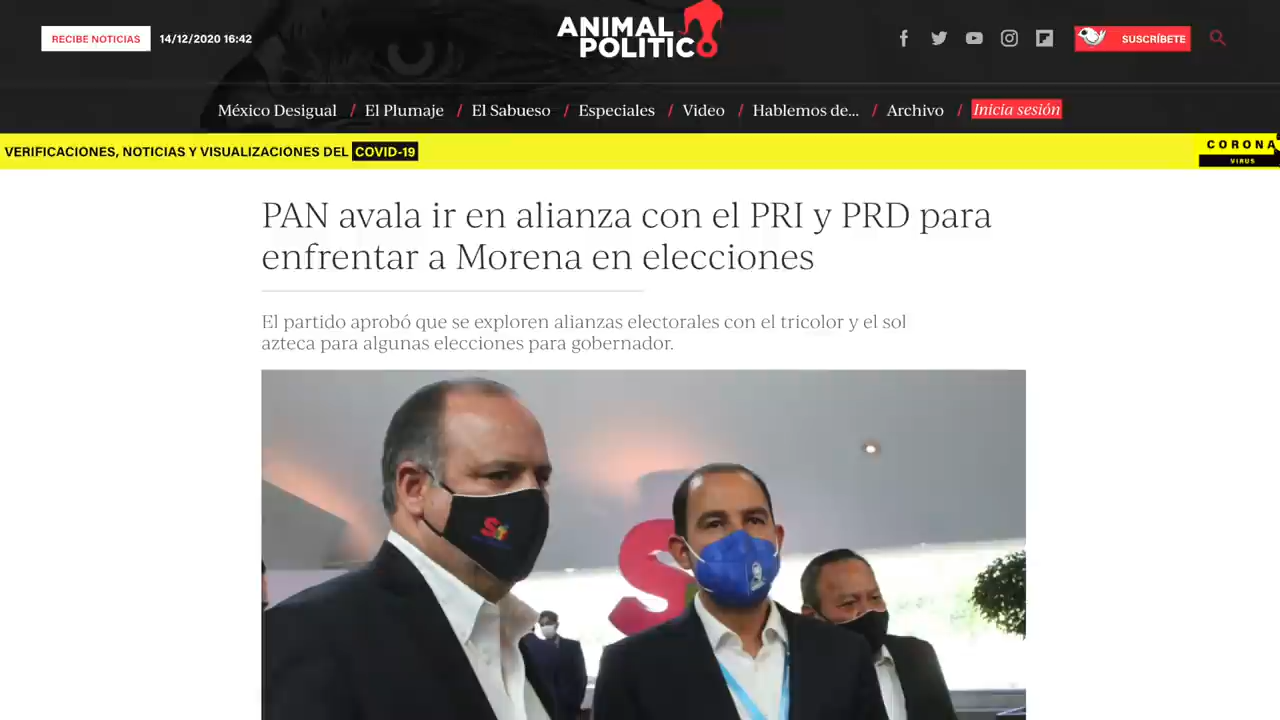 RECIBE NOTICIAS
14/12/2020 16:42
ANIMAL
POLITICO
SUSCRÍBETE
México Desigual / El Plumaje / El Sabueso / Especiales / Video / Hablemos de... / Archivo / Inicia sesión
VERIFICACIONES, NOTICIAS Y VISUALIZACIONES DEL COVID-19
CORONA
VIRUS
PAN avala ir en alianza con el PRI y PRD para
enfrentar a Morena en elecciones
El partido aprobó que se exploren alianzas electorales con el tricolor y el sol
azteca para algunas elecciones para gobernador.